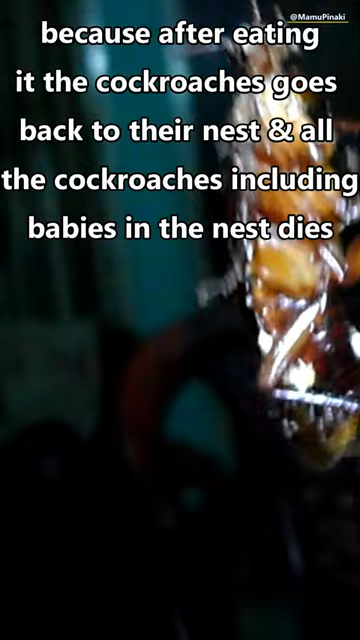 @MamuPinaki
because after eating
it the cockroaches goes
back to their nest & all
the cockroaches including
babies in the nest dies